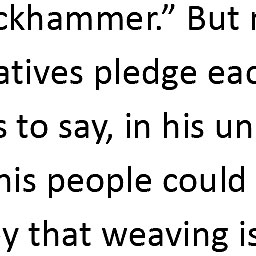 ckhammer.” But
atives pledge eac
s to say, in his un
his people could
y that weaving is